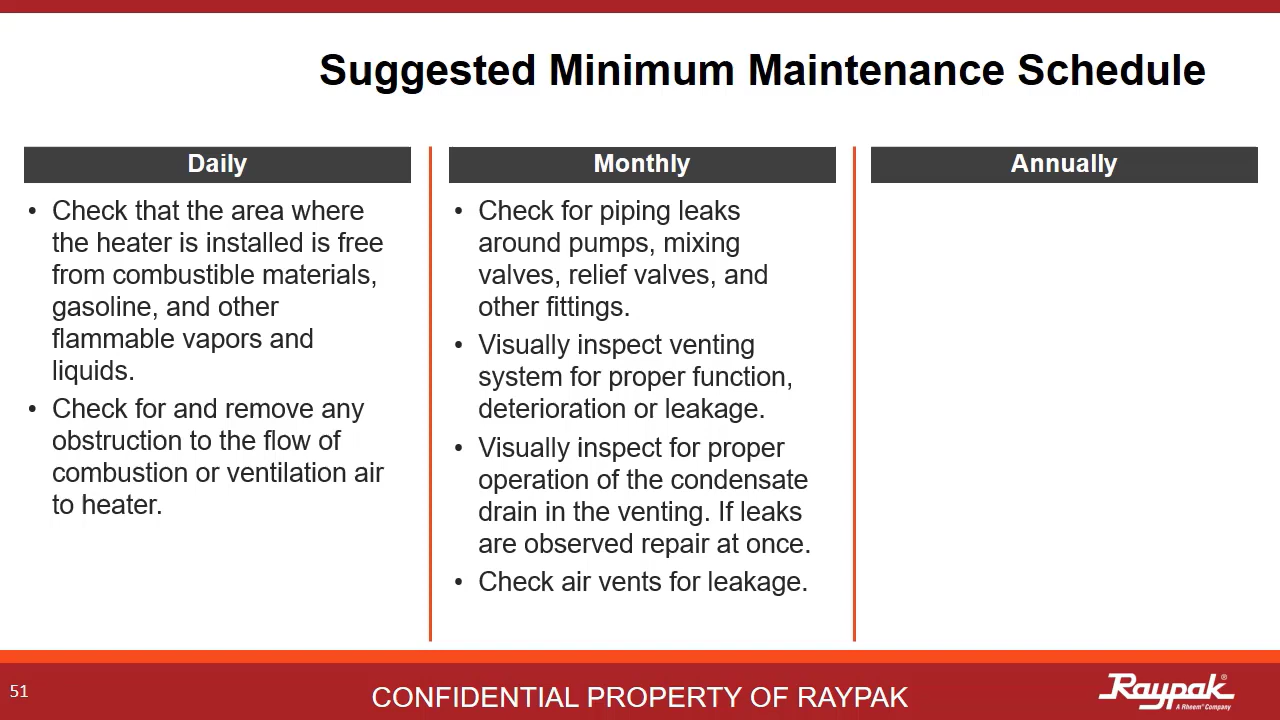 Suggested Minimum Maintenance Schedule
Daily
• Check that the area where
the heater is installed is free
from combustible materials,
gasoline, and other
flammable vapors and
liquids.
• Check for and remove any
obstruction to the flow of
combustion or ventilation air
to heater.
Monthly
• Check for piping leaks
around pumps, mixing
valves, relief valves, and
other fittings.
• Visually inspect venting
system for proper function,
deterioration or leakage.
• Visually inspect for proper
operation of the condensate
drain in the venting. If leaks
are observed repair at once.
• Check air vents for leakage.
Annually
51
CONFIDENTIAL PROPERTY OF RAYPAK
Raypak®
A Rheem® Company